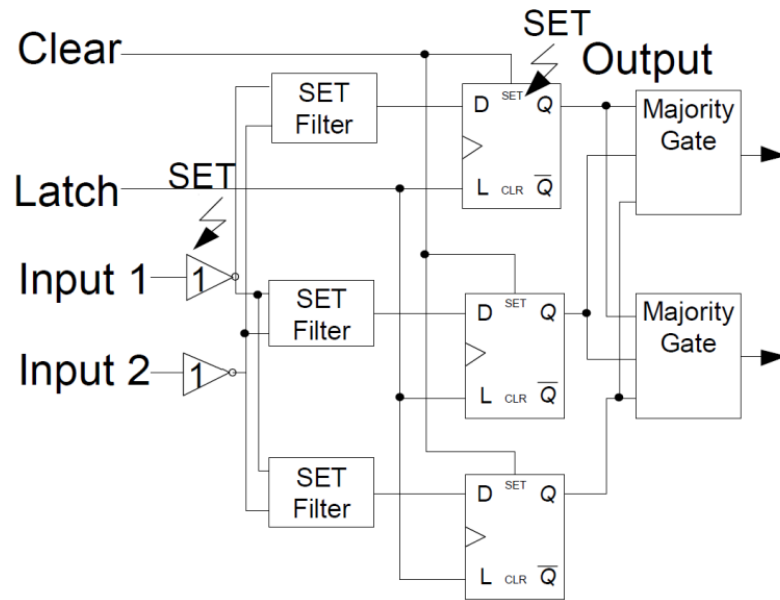 SET
Clear
Output
SET
Filter
D SET Q
Majority
Gate
SET
Latch
L CLR Q
Input 1
1
SET
Filter
D SET Q
Majority
Gate
Input 2
1
L CLR Q
SET
Filter
D SET Q
L CLR Q